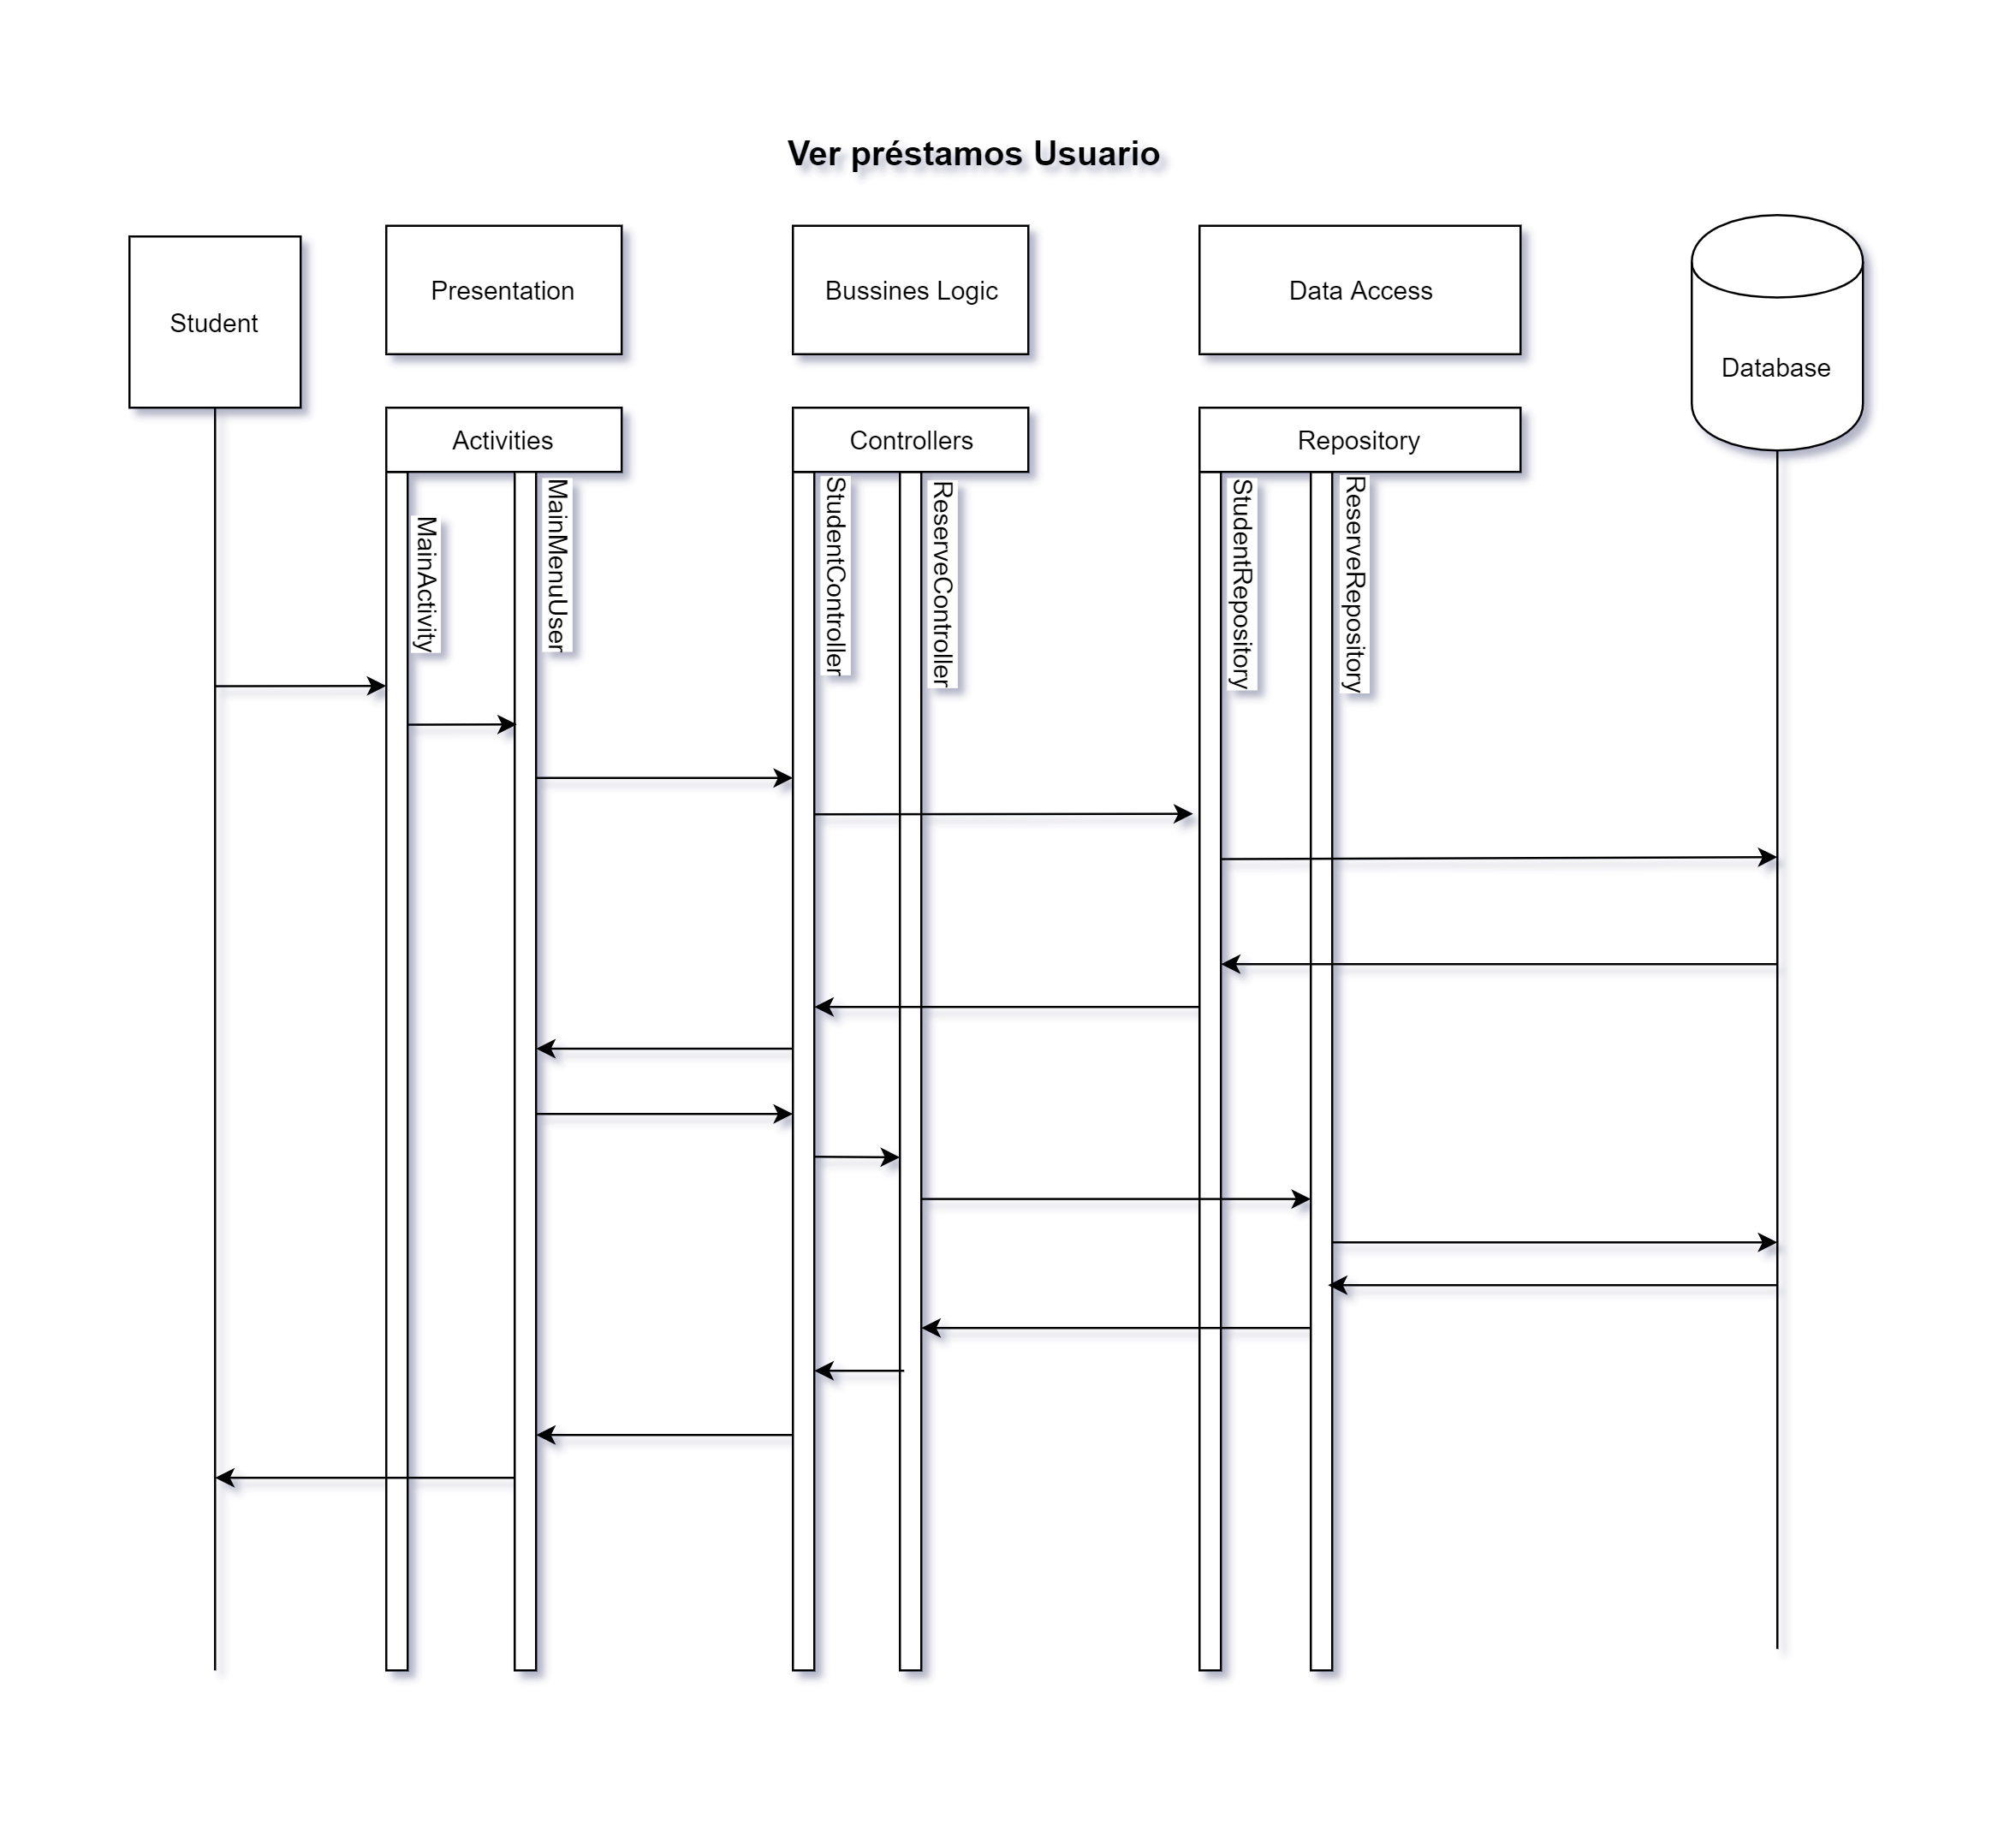 Ver préstamos Usuario
Student
Presentation
Bussines Logic
Data Access
Database
Activities
Controllers
Repository
MainActivity
MainMenuUser
StudentController
ReserveController
StudentRepository
ReserveRepository